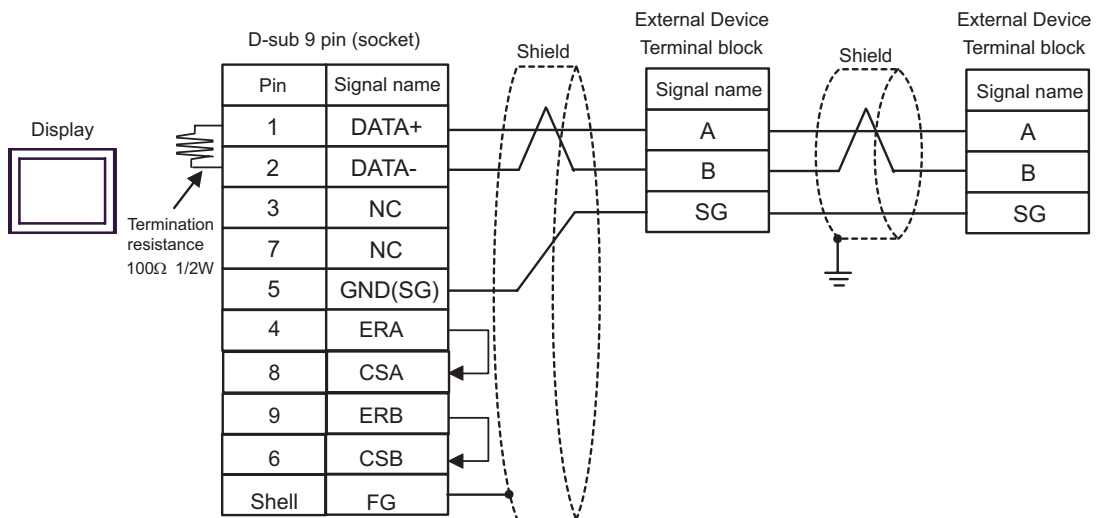 External Device
Terminal block
External Device
Terminal block
D-sub 9 pin (socket)
Shield
Shield
Pin Signal name
Signal name
Signal name
Display
1 DATA+
A
A
2 DATA-
B
B
3 NC
SG
SG
Termination
resistance
100Ω 1/2W
7 NC
5 GND(SG)
4 ERA
8 CSA
9 ERB
6 CSB
Shell FG